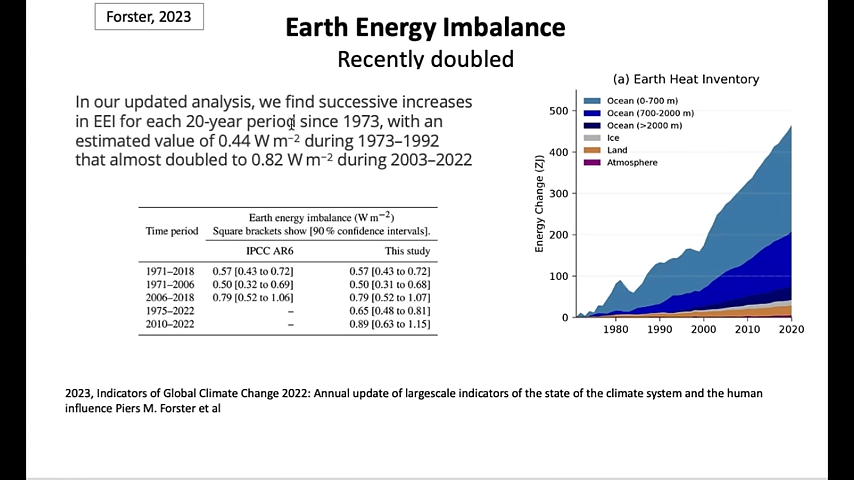 Forster, 2023
Earth Energy Imbalance
Recently doubled
In our updated analysis, we find successive increases
in EEI for each 20-year period since 1973, with an
estimated value of 0.44 W m⁻² during 1973–1992
that almost doubled to 0.82 W m⁻² during 2003–2022
Earth energy imbalance (W m⁻²)
Time period Square brackets show [90 % confidence intervals].
IPCC AR6 This study
1971–2018 0.57 [0.43 to 0.72] 0.57 [0.43 to 0.72]
1971–2006 0.50 [0.32 to 0.69] 0.50 [0.31 to 0.68]
2006–2018 0.79 [0.52 to 1.06] 0.79 [0.52 to 1.07]
1975–2022 – 0.65 [0.48 to 0.81]
2010–2022 – 0.89 [0.63 to 1.15]
(a) Earth Heat Inventory
Ocean (0-700 m)
Ocean (700-2000 m)
Ocean (>2000 m)
Ice
Land
Atmosphere
Energy Change (ZJ)
500
400
300
200
100
0
1980 1990 2000 2010 2020
2023, Indicators of Global Climate Change 2022: Annual update of largescale indicators of the state of the climate system and the human
influence Piers M. Forster et al